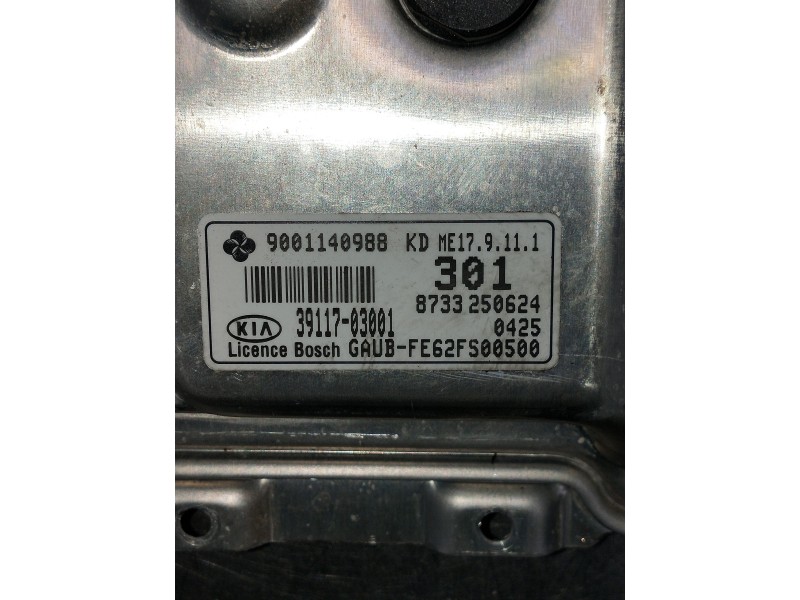 9001140988 KD ME17.9.11.1
301
8733 250624
KIA 39117-03001 0425
Licence Bosch GAUB-FE62FS00500